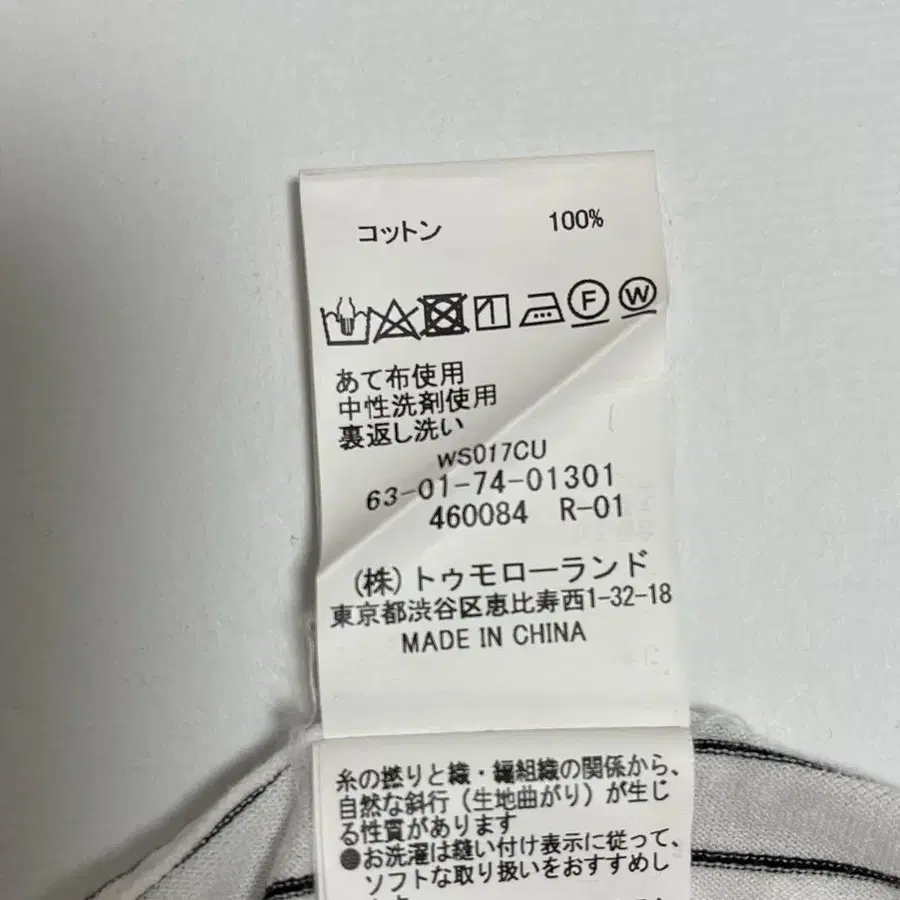 コットン 100%
F W
あて布使用
中性洗剤使用
裏返し洗い
WS017CU
63-01-74-01301
460084 R-01
(株)トゥモローランド
東京都渋谷区恵比寿西1-32-18
MADE IN CHINA
糸の撚りと織・編組織の関係から、
自然な斜行(生地曲がり)が生じ
る性質があります
●お洗濯は縫い付け表示に従って、
ソフトな取り扱いをおすすめし